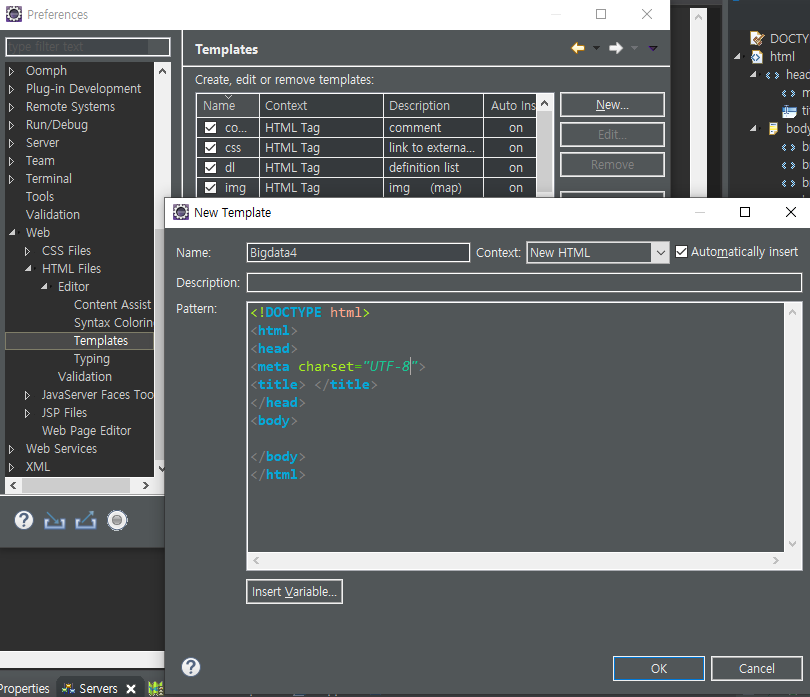 Preferences
type filter text
Oomph
Plug-in Development
Remote Systems
Run/Debug
Server
Team
Terminal
Tools
Validation
Web
CSS Files
HTML Files
Editor
Content Assist
Syntax Colorin
Templates
Typing
Validation
JavaServer Faces Too
JSP Files
Web Page Editor
Web Services
XML
Templates
Create, edit or remove templates:
Name Context Description Auto Ins
co... HTML Tag comment on
css HTML Tag link to externa... on
dl HTML Tag definition list on
img HTML Tag img (map) on
New...
Edit...
Remove
DOCTY
html
head
m
ti
body
b
b
b
New Template
Name: Bigdata4 Context: New HTML Automatically insert
Description:
Pattern:
<!DOCTYPE html>
<html>
<head>
<meta charset="UTF-8">
<title> </title>
</head>
<body>
</body>
</html>
Insert Variable...
OK Cancel
Properties Servers